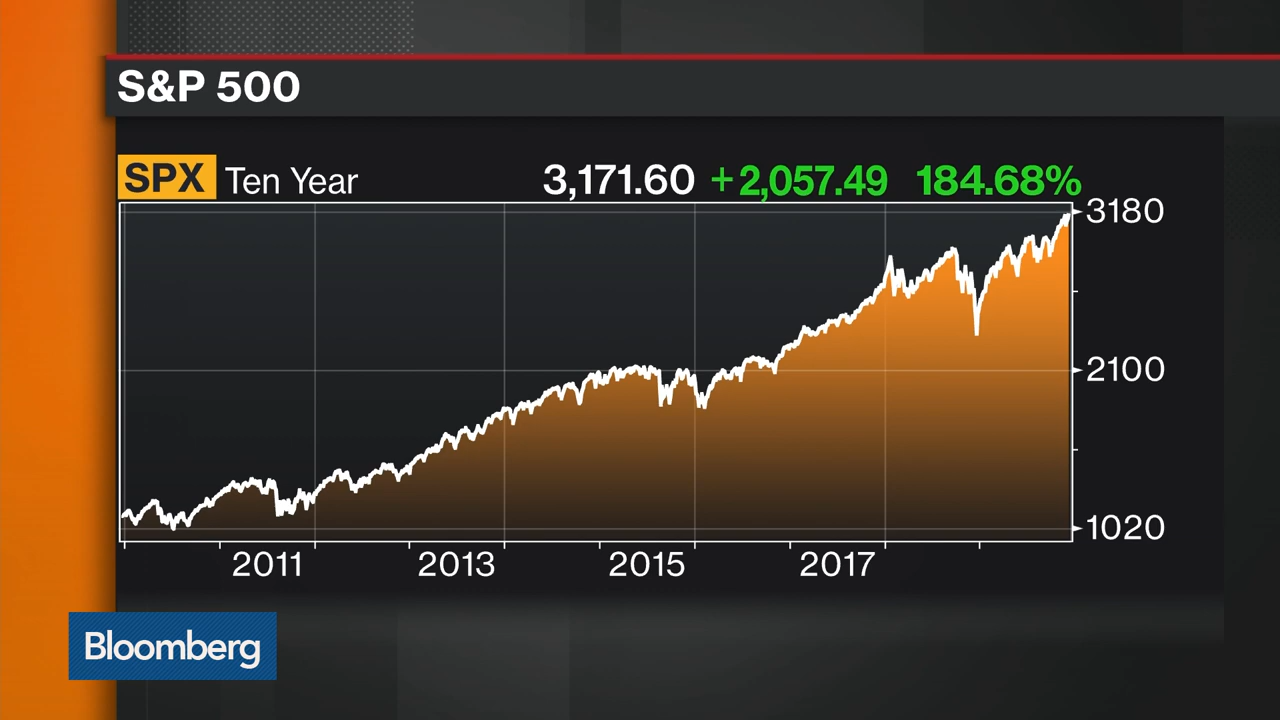 S&P 500
SPX Ten Year 3,171.60 +2,057.49 184.68%
3180
2100
1020
2011 2013 2015 2017
Bloomberg